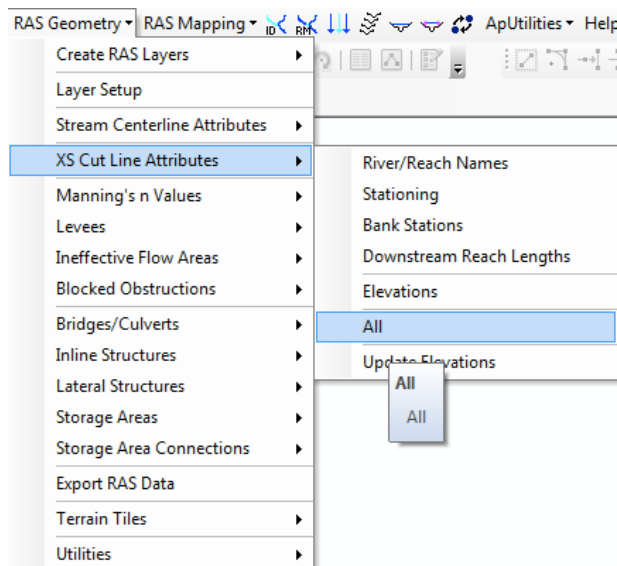 RAS Geometry RAS Mapping ID RM ApUtilities Help
Create RAS Layers
Layer Setup
Stream Centerline Attributes
XS Cut Line Attributes
Manning's n Values
Levees
Ineffective Flow Areas
Blocked Obstructions
Bridges/Culverts
Inline Structures
Lateral Structures
Storage Areas
Storage Area Connections
Export RAS Data
Terrain Tiles
Utilities
River/Reach Names
Stationing
Bank Stations
Downstream Reach Lengths
Elevations
All
Update Elevations
All
All